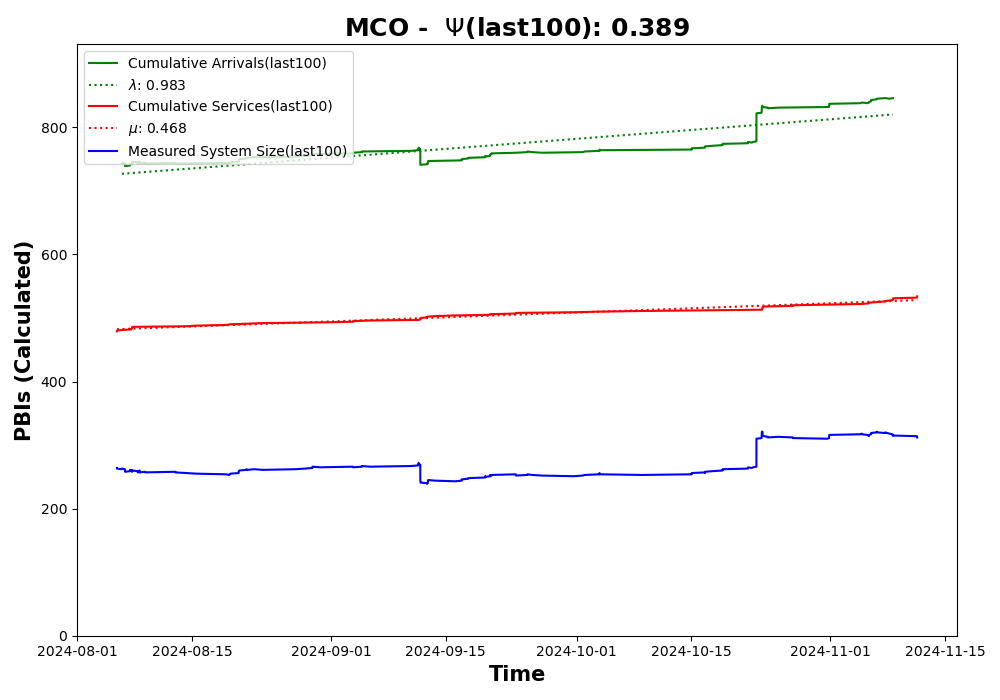 MCO - Ψ(last100): 0.389
Cumulative Arrivals(last100)
λ: 0.983
Cumulative Services(last100)
μ: 0.468
Measured System Size(last100)
PBIs (Calculated)
800
600
400
200
0
2024-08-01 2024-08-15 2024-09-01 2024-09-15 2024-10-01 2024-10-15 2024-11-01 2024-11-15
Time